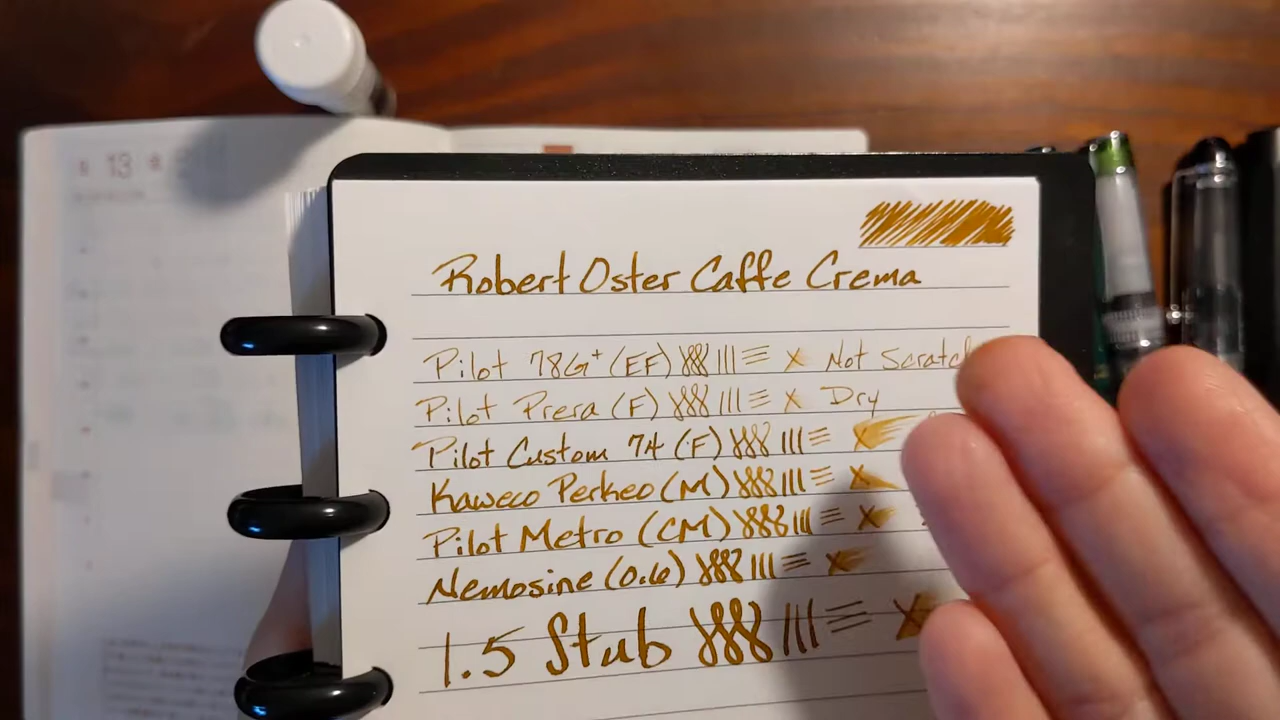 13
Robert Oster Caffe Crema
Pilot 78G+ (EF) Not
Pilot Prera (F) Dry
Pilot Custom 74 (F)
Kaweco Perkeo (M)
Pilot Metro (CM)
Nemosine (0.6)
1.5 Stub